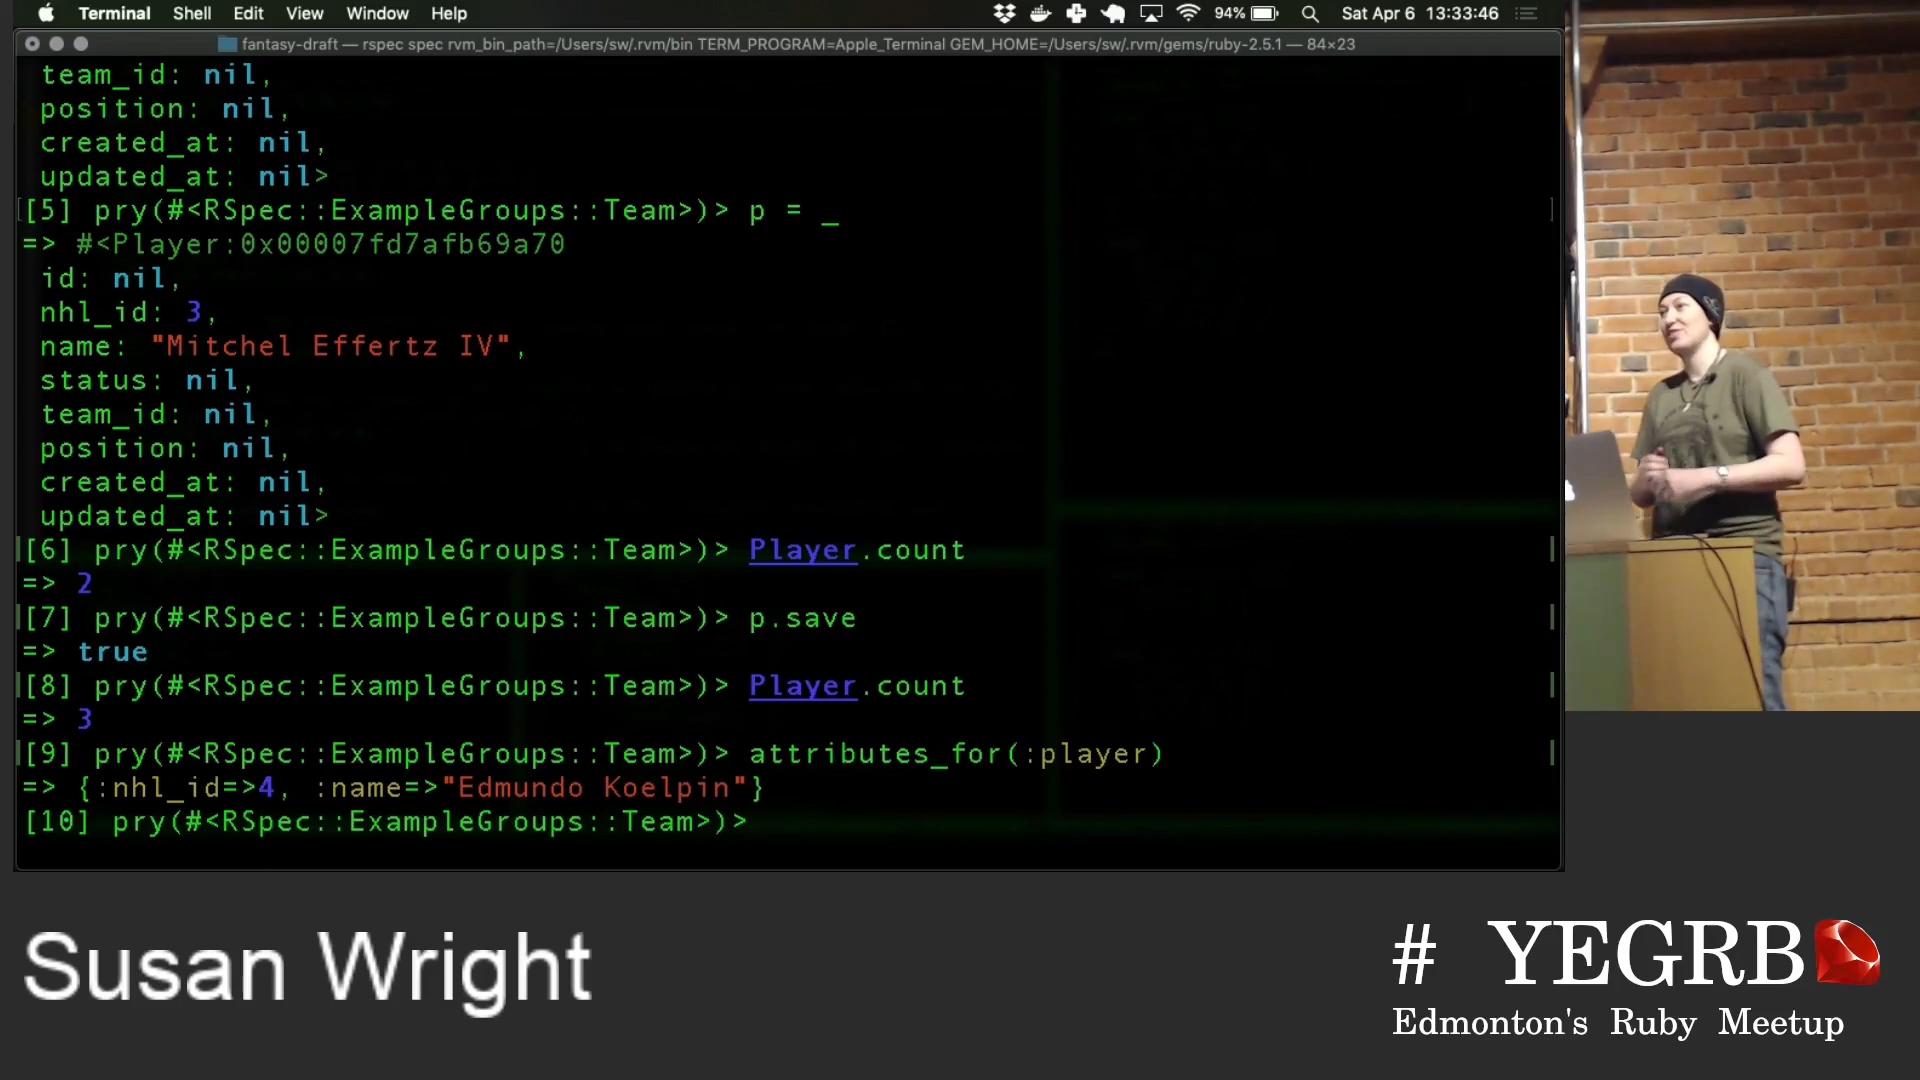 Terminal Shell Edit View Window Help 94% Sat Apr 6 13:33:46
fantasy-draft — rspec spec rvm_bin_path=/Users/sw/.rvm/bin TERM_PROGRAM=Apple_Terminal GEM_HOME=/Users/sw/.rvm/gems/ruby-2.5.1 — 84×23
team_id: nil,
position: nil,
created_at: nil,
updated_at: nil>
[5] pry(#<RSpec::ExampleGroups::Team>)> p = _
=> #<Player:0x00007fd7afb69a70
id: nil,
nhl_id: 3,
name: "Mitchel Effertz IV",
status: nil,
team_id: nil,
position: nil,
created_at: nil,
updated_at: nil>
[6] pry(#<RSpec::ExampleGroups::Team>)> Player.count
=> 2
[7] pry(#<RSpec::ExampleGroups::Team>)> p.save
=> true
[8] pry(#<RSpec::ExampleGroups::Team>)> Player.count
=> 3
[9] pry(#<RSpec::ExampleGroups::Team>)> attributes_for(:player)
=> {:nhl_id=>4, :name=>"Edmundo Koelpin"}
[10] pry(#<RSpec::ExampleGroups::Team>)>
Susan Wright
# YEGRB
Edmonton's Ruby Meetup